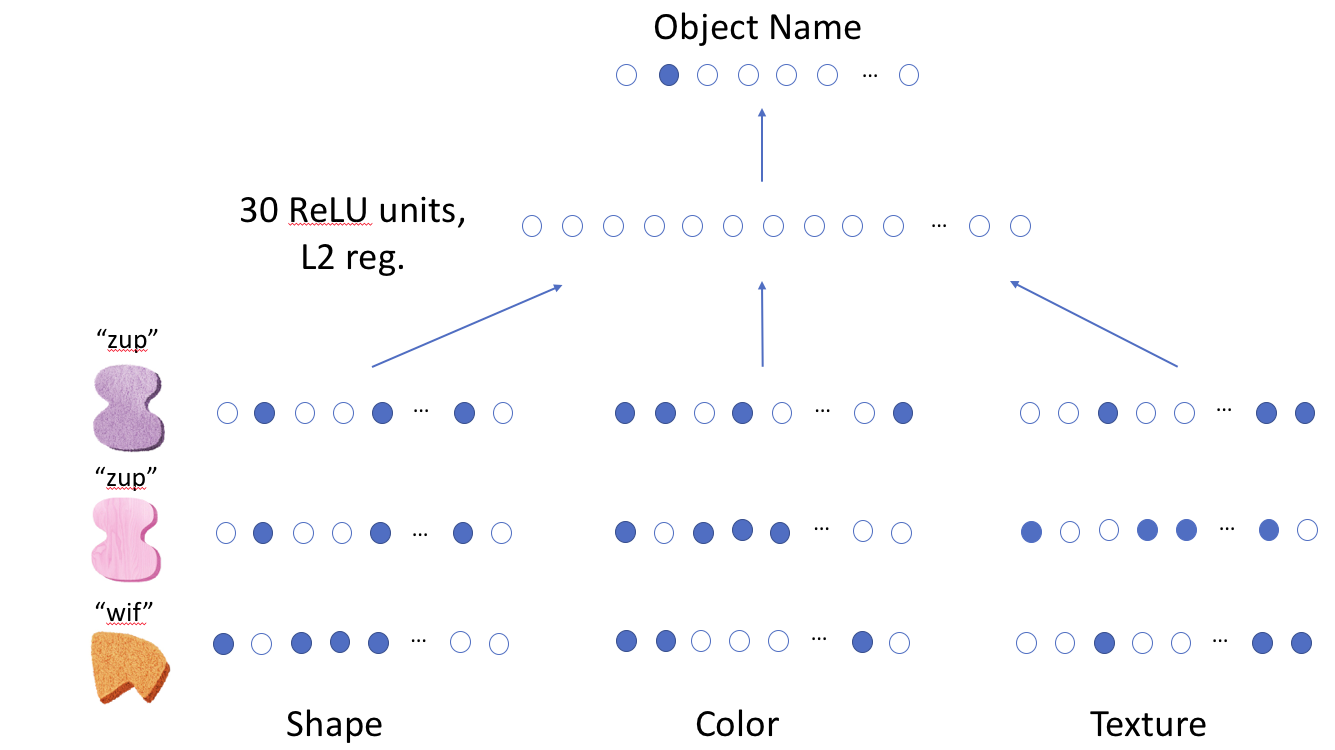 Object Name
...
30 ReLU units,
L2 reg.
...
“zup”
... ... ...
“zup”
... ... ...
“wif”
... ... ...
Shape Color Texture